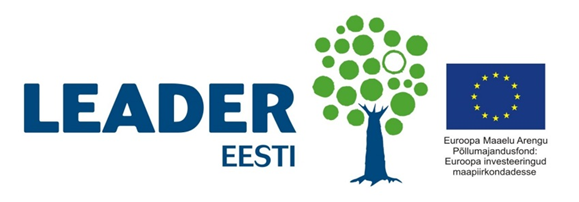 LEADER
EESTI
Euroopa Maaelu Arengu
Põllumajandusfond:
Euroopa investeeringud
maapiirkondadesse